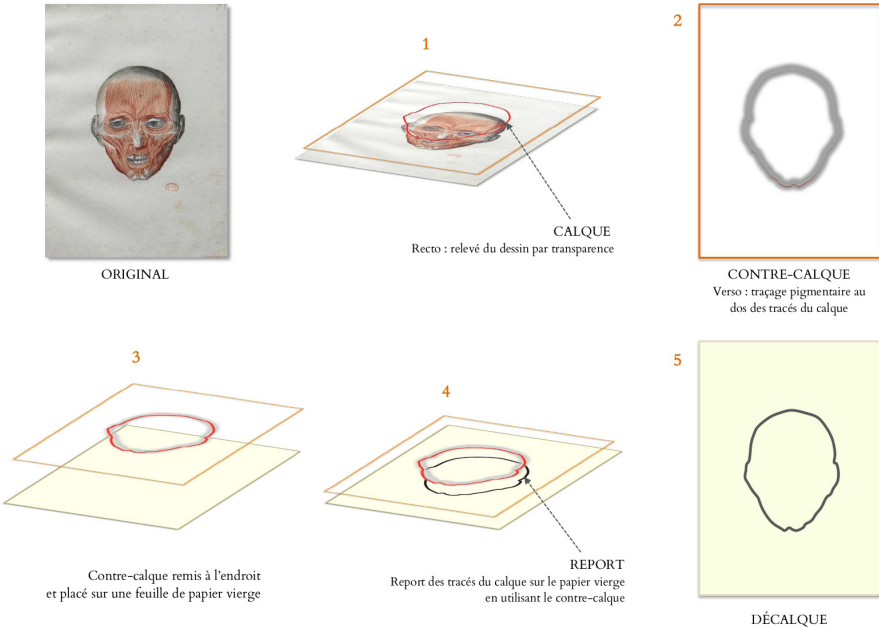 ORIGINAL
1
CALQUE
Recto : relevé du dessin par transparence
2
CONTRE-CALQUE
Verso : traçage pigmentaire au
dos des tracés du calque
3
Contre-calque remis à l’endroit
et placé sur une feuille de papier vierge
4
REPORT
Report des tracés du calque sur le papier vierge
en utilisant le contre-calque
5
DÉCALQUE